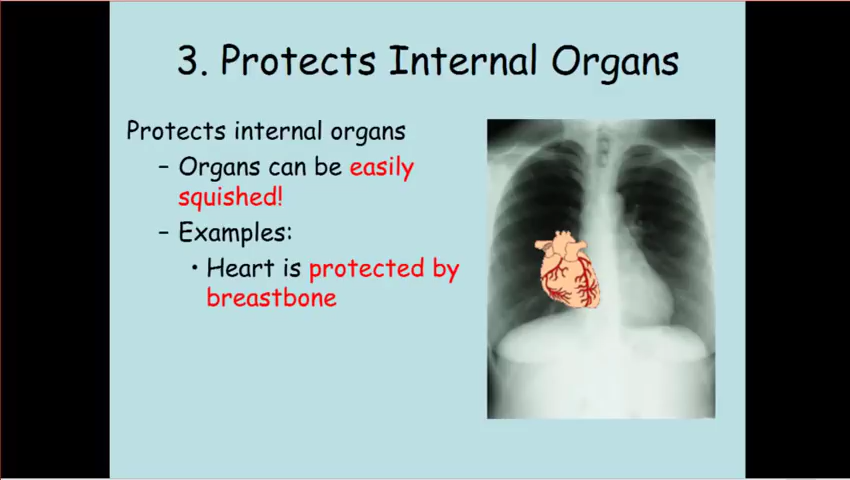 3. Protects Internal Organs
Protects internal organs
– Organs can be easily
squished!
– Examples:
• Heart is protected by
breastbone